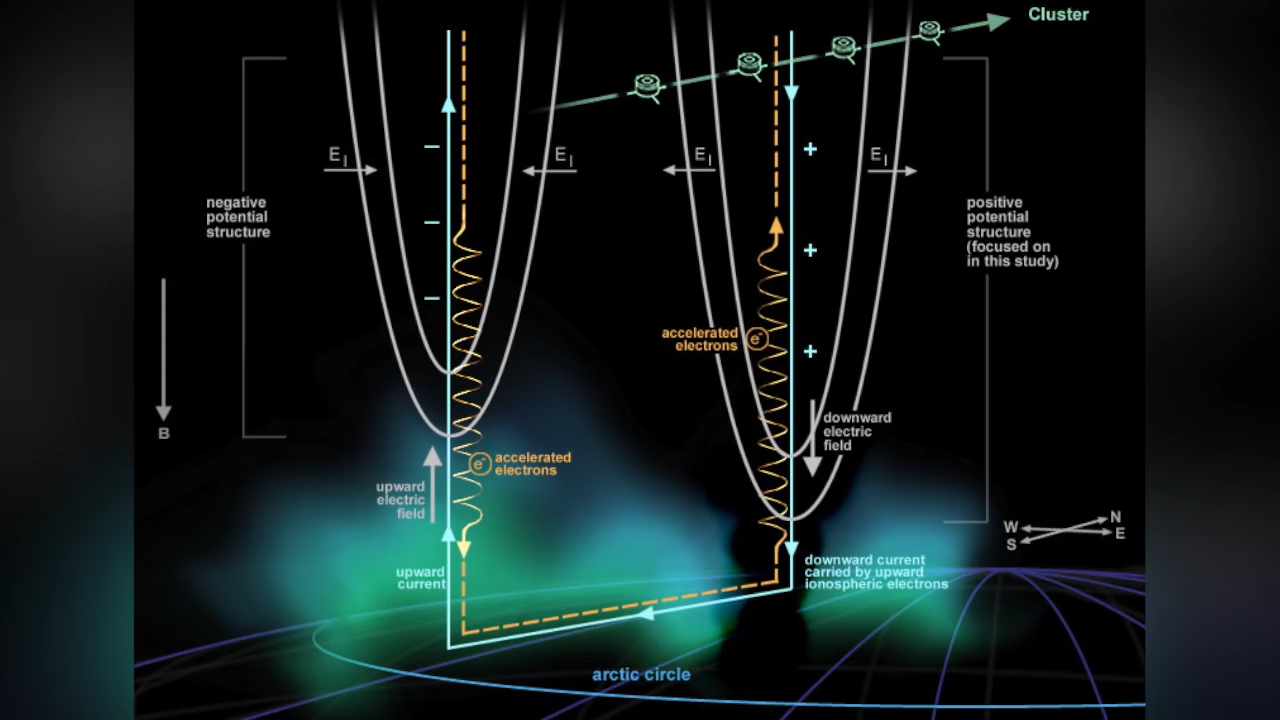 Cluster
E|
E|
E|
E|
−
+
negative
potential
structure
positive
potential
structure
(focused on
in this study)
−
+
−
accelerated
electrons
e-
+
B
downward
electric
field
accelerated
electrons
e-
upward
electric
field
N
W
E
S
upward
current
downward current
carried by upward
ionospheric electrons
arctic circle